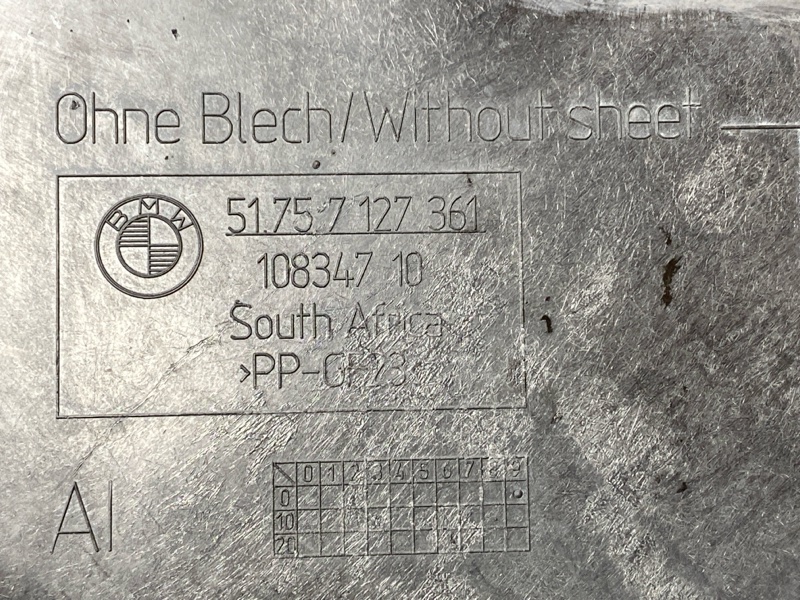 Ohne Blech/Without sheet
BMW
51.75 7 127 361
108347 10
South Africa
>PP-GF23<
0 1 2 3 4 5 6 7 8 9
0
10
20
AI